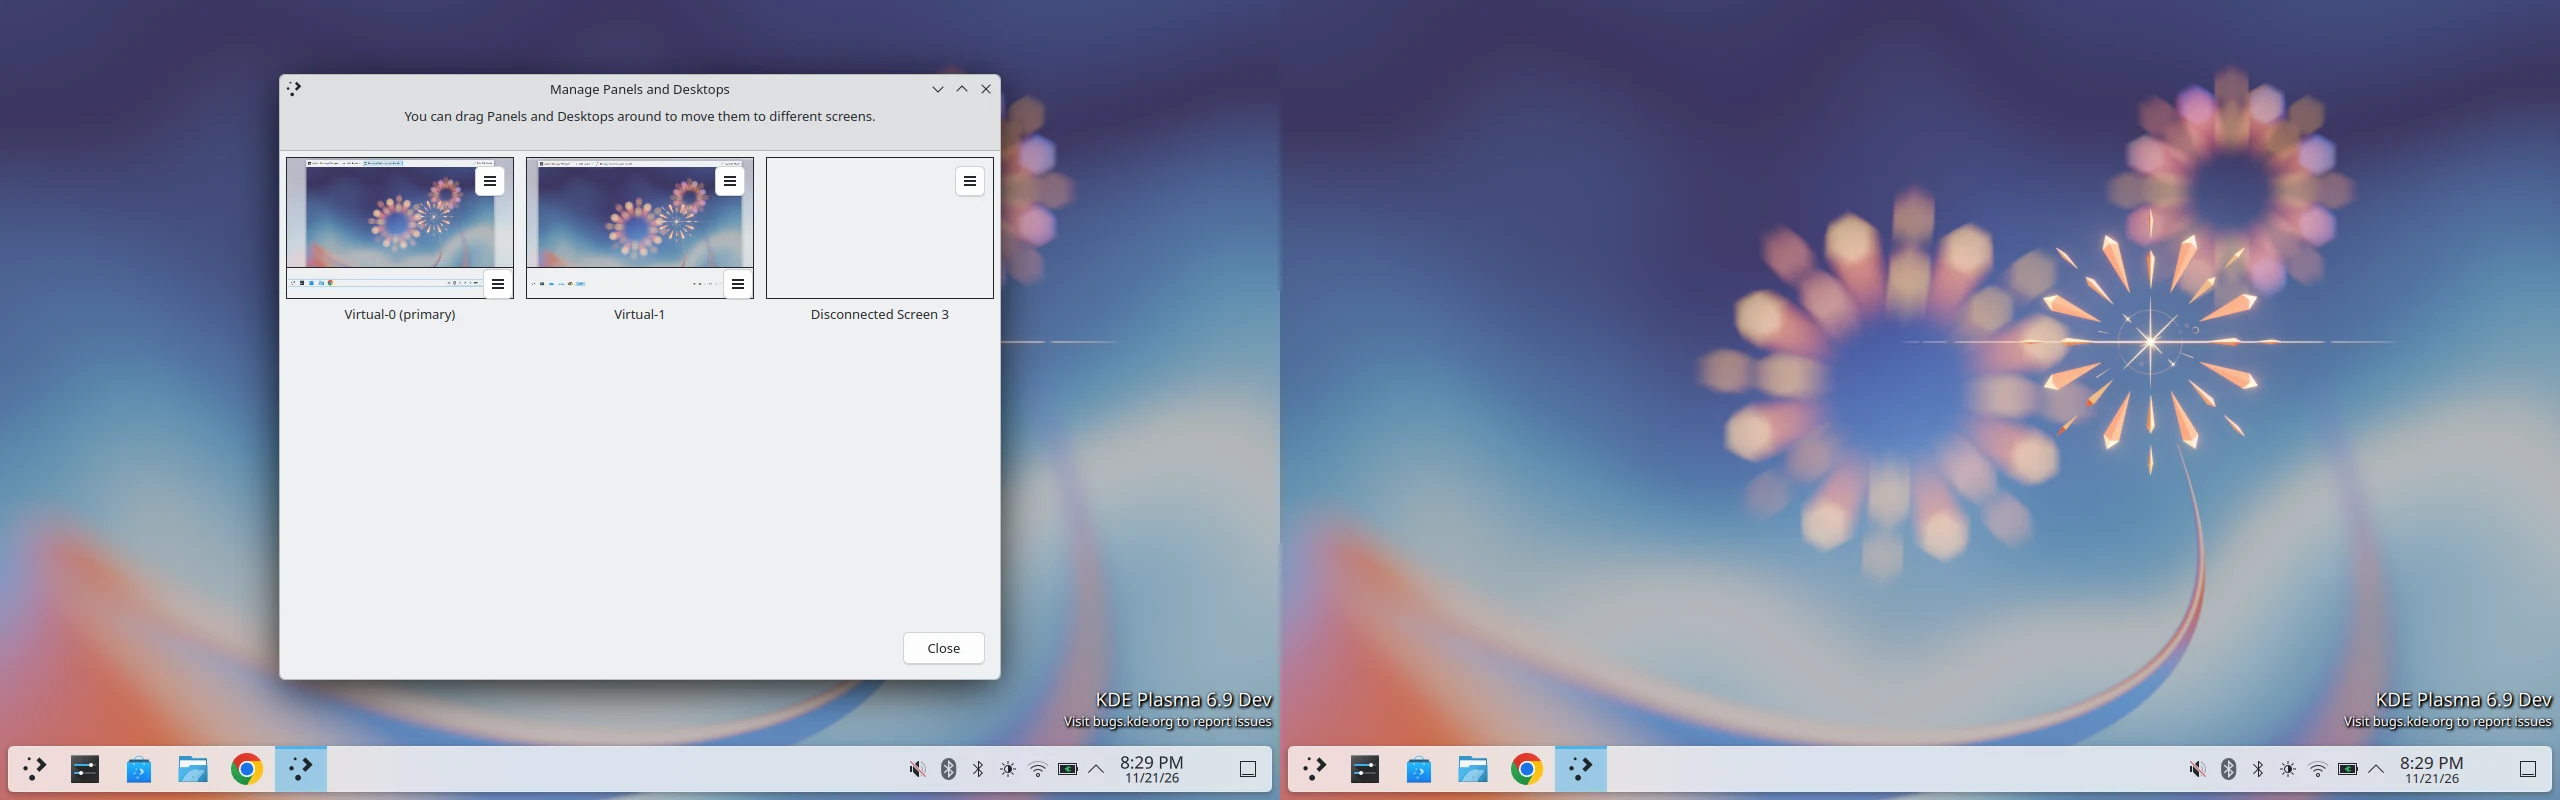 Manage Panels and Desktops
You can drag Panels and Desktops around to move them to different screens.
Virtual-0 (primary)
Virtual-1
Disconnected Screen 3
Close
KDE Plasma 6.9 Dev
Visit bugs.kde.org to report issues
8:29 PM
11/21/26
KDE Plasma 6.9 Dev
Visit bugs.kde.org to report issues
8:29 PM
11/21/26